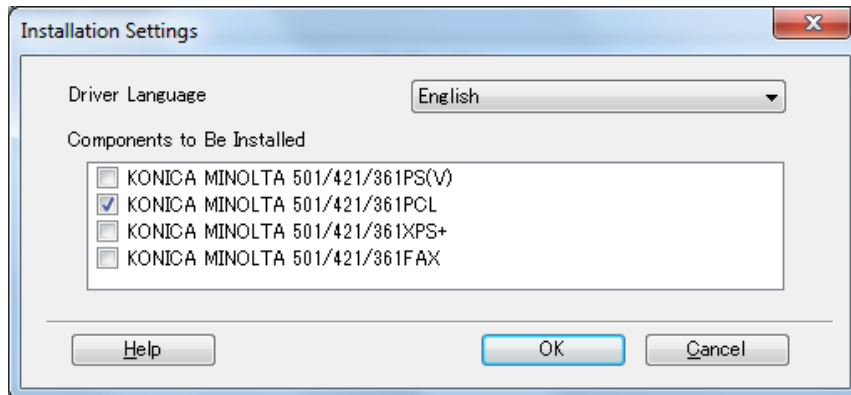 Installation Settings
Driver Language
English
Components to Be Installed
KONICA MINOLTA 501/421/361PS(V)
KONICA MINOLTA 501/421/361PCL
KONICA MINOLTA 501/421/361XPS+
KONICA MINOLTA 501/421/361FAX
Help
OK
Cancel